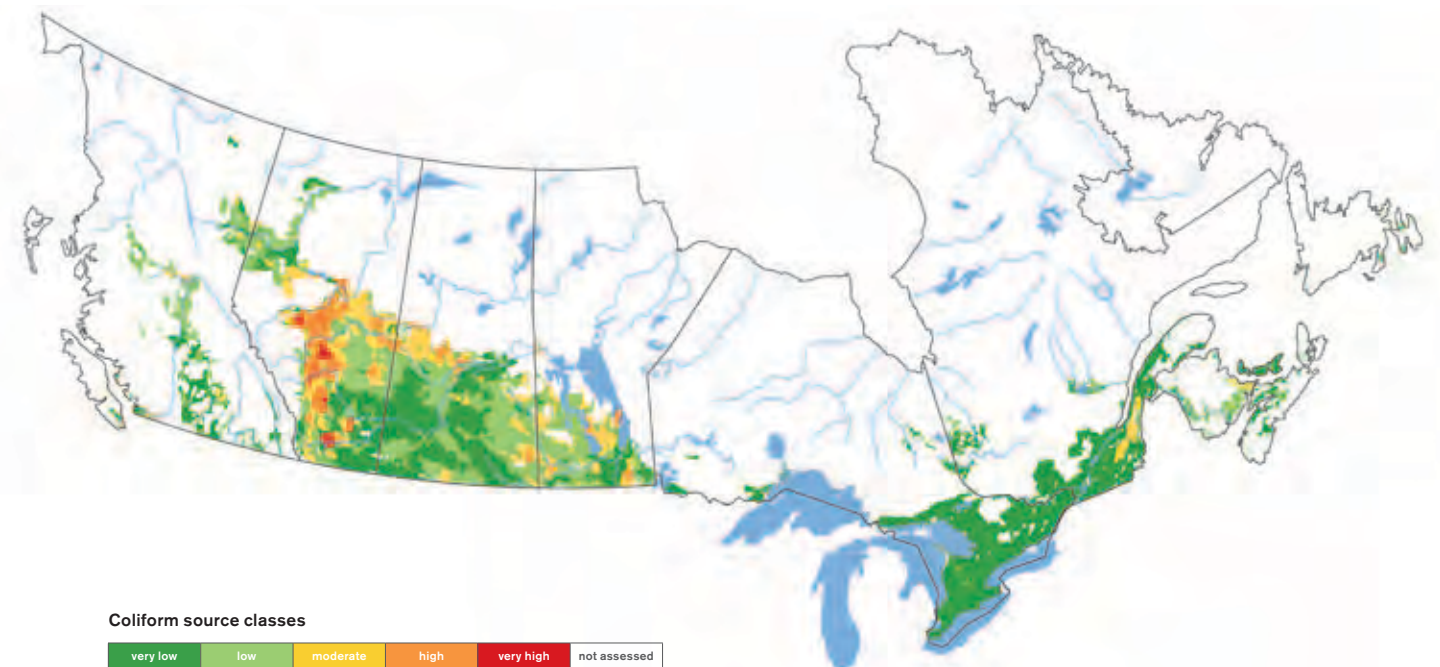 Coliform source classes
very low low moderate high very high not assessed